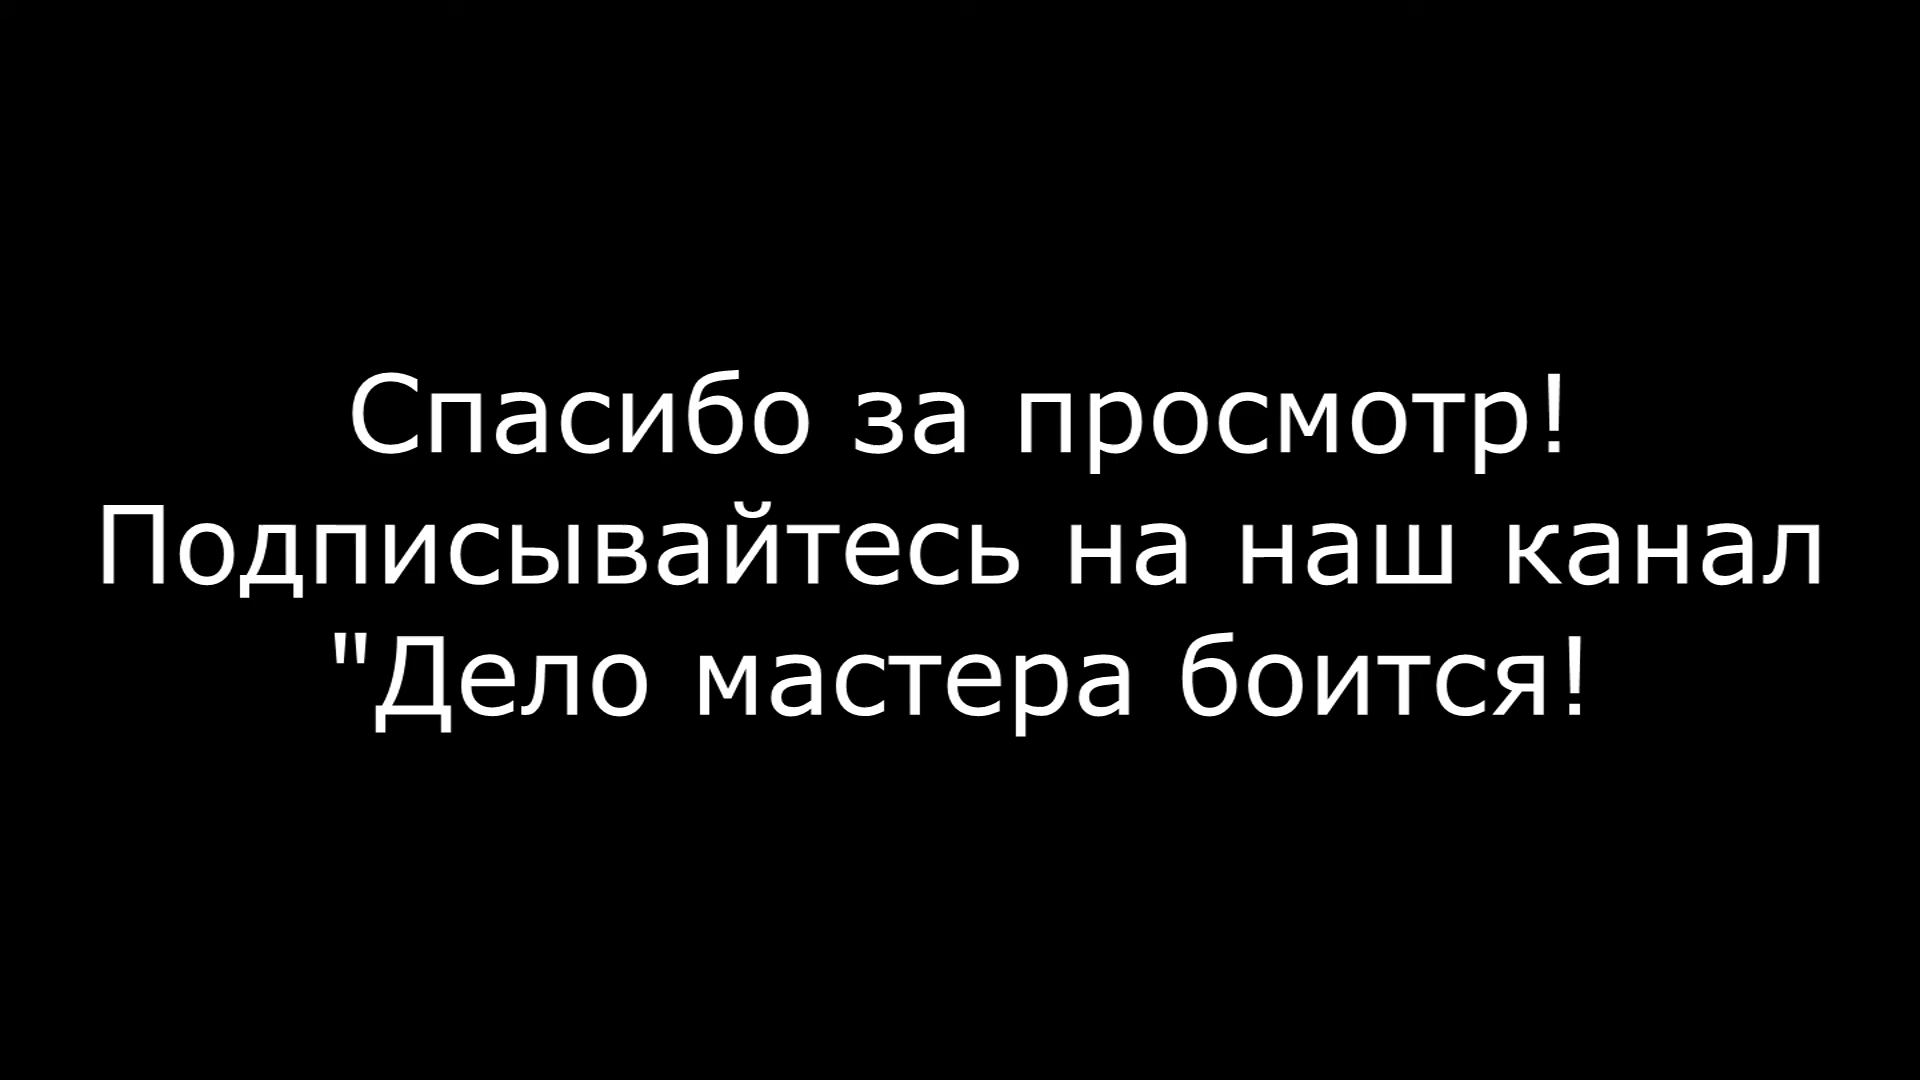 Спасибо за просмотр!
Подписывайтесь на наш канал
"Дело мастера боится!